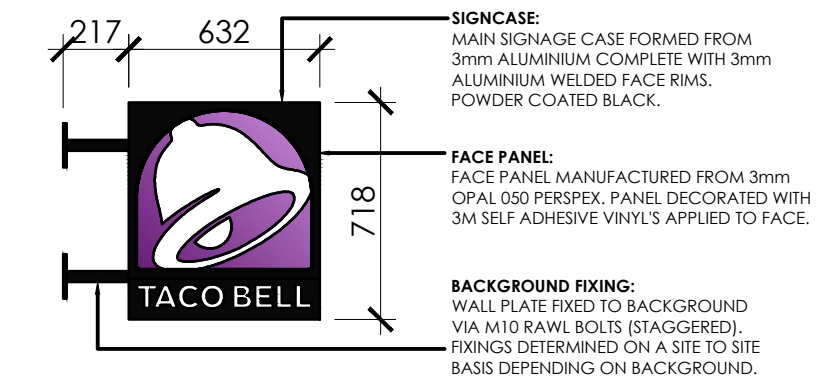 217
632
SIGNCASE:
MAIN SIGNAGE CASE FORMED FROM
3mm ALUMINIUM COMPLETE WITH 3mm
ALUMINIUM WELDED FACE RIMS.
POWDER COATED BLACK.
718
FACE PANEL:
FACE PANEL MANUFACTURED FROM 3mm
OPAL 050 PERSPEX. PANEL DECORATED WITH
3M SELF ADHESIVE VINYL'S APPLIED TO FACE.
TACO BELL
BACKGROUND FIXING:
WALL PLATE FIXED TO BACKGROUND
VIA M10 RAWL BOLTS (STAGGERED).
FIXINGS DETERMINED ON A SITE TO SITE
BASIS DEPENDING ON BACKGROUND.